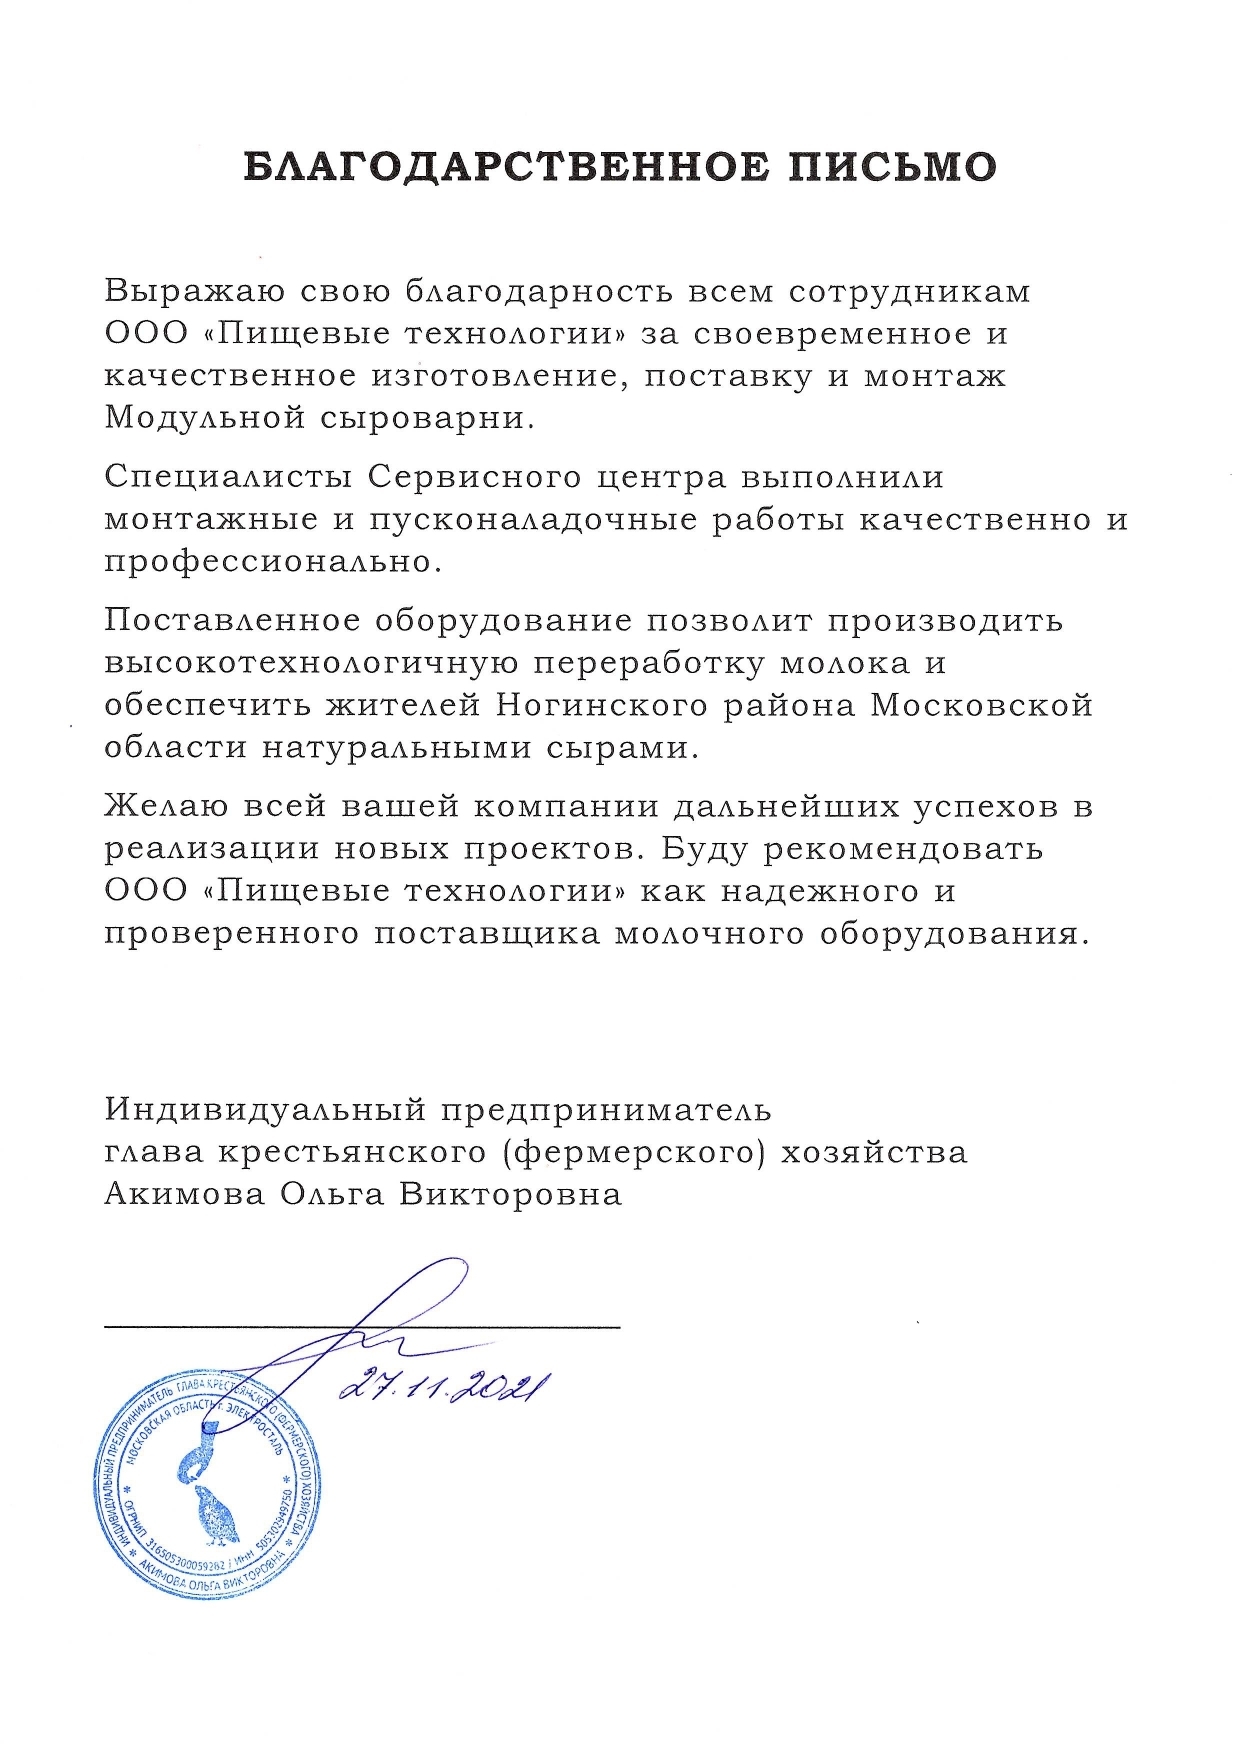 БЛАГОДАРСТВЕННОЕ ПИСЬМО
Выражаю свою благодарность всем сотрудникам
ООО «Пищевые технологии» за своевременное и
качественное изготовление, поставку и монтаж
Модульной сыроварни.
Специалисты Сервисного центра выполнили
монтажные и пусконаладочные работы качественно и
профессионально.
Поставленное оборудование позволит производить
высокотехнологичную переработку молока и
обеспечить жителей Ногинского района Московской
области натуральными сырами.
Желаю всей вашей компании дальнейших успехов в
реализации новых проектов. Буду рекомендовать
ООО «Пищевые технологии» как надежного и
проверенного поставщика молочного оборудования.
Индивидуальный предприниматель
глава крестьянского (фермерского) хозяйства
Акимова Ольга Викторовна
27.11.2021
ИНДИВИДУАЛЬНЫЙ ПРЕДПРИНИМАТЕЛЬ ГЛАВА КРЕСТЬЯНСКОГО (ФЕРМЕРСКОГО) ХОЗЯЙСТВА
* АКИМОВА ОЛЬГА ВИКТОРОВНА *
МОСКОВСКАЯ ОБЛАСТЬ г. ЭЛЕКТРОСТАЛЬ
* ОГРНИП 316505300059282 | ИНН 505302949750 *